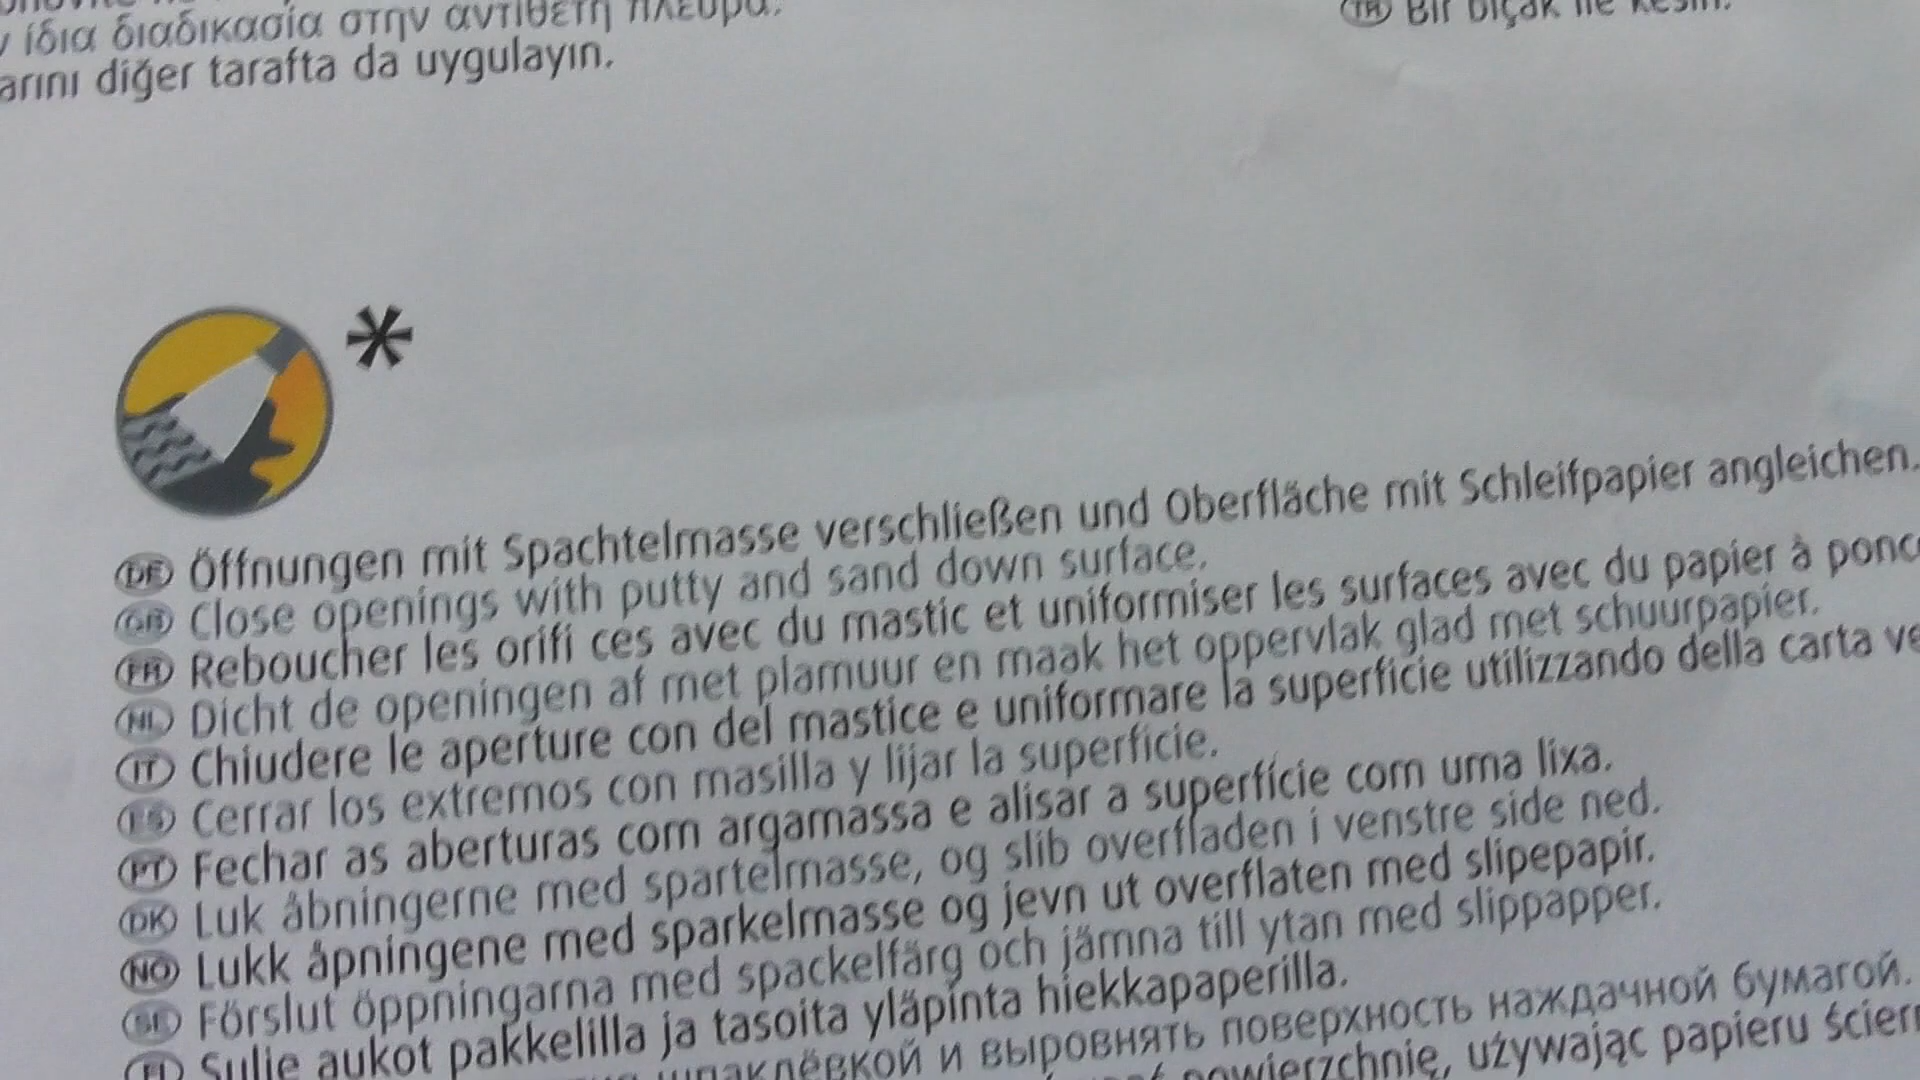 ίδια διαδικασία στην αντίθετη πλευρά.
arını diğer tarafta da uygulayın.
TR Bir bıçak ile kesin.
*
DE Öffnungen mit Spachtelmasse verschließen und Oberfläche mit Schleifpapier angleichen.
GB Close openings with putty and sand down surface.
FR Reboucher les orifi ces avec du mastic et uniformiser les surfaces avec du papier à ponc
NL Dicht de openingen af met plamuur en maak het oppervlak glad met schuurpapier.
IT Chiudere le aperture con del mastice e uniformare la superficie utilizzando della carta ve
ES Cerrar los extremos con masilla y lijar la superficie.
PT Fechar as aberturas com argamassa e alisar a superfície com uma lixa.
DK Luk åbningerne med spartelmasse, og slib overfladen i venstre side ned.
NO Lukk åpningene med sparkelmasse og jevn ut overflaten med slipepapir.
SE Förslut öppningarna med spackelfärg och jämna till ytan med slippapper.
FI Sulje aukot pakkelilla ja tasoita yläpinta hiekkapaperilla.
шпаклёвкой и выровнять поверхность наждачной бумагой.
powierzchnię, używając papieru ściern